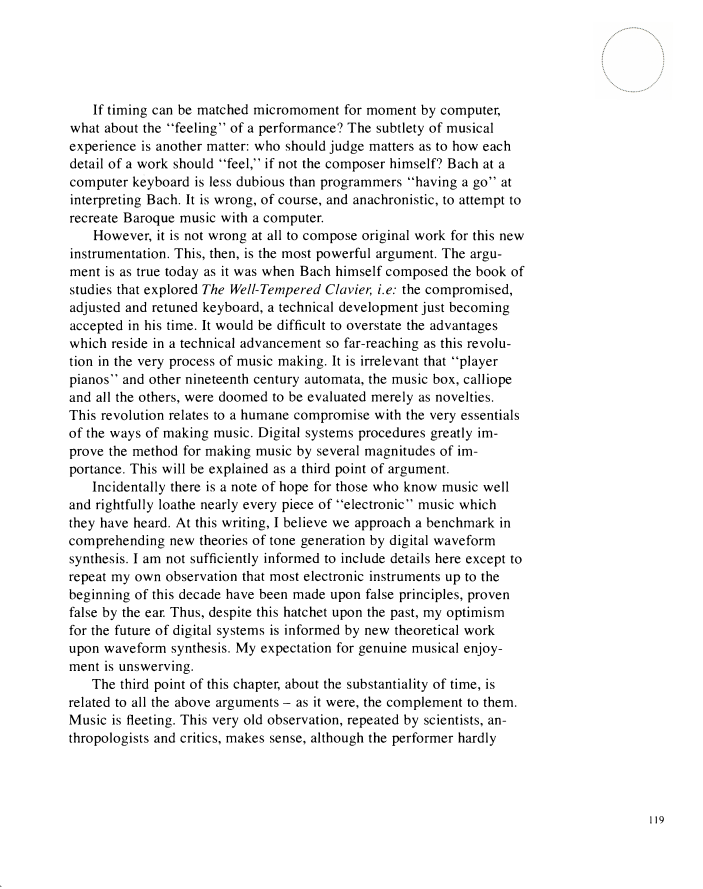 If timing can be matched micromoment for moment by computer,
what about the “feeling” of a performance? The subtlety of musical
experience is another matter: who should judge matters as to how each
detail of a work should “feel,” if not the composer himself? Bach at a
computer keyboard is less dubious than programmers “having a go” at
interpreting Bach. It is wrong, of course, and anachronistic, to attempt to
recreate Baroque music with a computer.
However, it is not wrong at all to compose original work for this new
instrumentation. This, then, is the most powerful argument. The argu-
ment is as true today as it was when Bach himself composed the book of
studies that explored The Well-Tempered Clavier, i.e: the compromised,
adjusted and retuned keyboard, a technical development just becoming
accepted in his time. It would be difficult to overstate the advantages
which reside in a technical advancement so far-reaching as this revolu-
tion in the very process of music making. It is irrelevant that “player
pianos” and other nineteenth century automata, the music box, calliope
and all the others, were doomed to be evaluated merely as novelties.
This revolution relates to a humane compromise with the very essentials
of the ways of making music. Digital systems procedures greatly im-
prove the method for making music by several magnitudes of im-
portance. This will be explained as a third point of argument.
Incidentally there is a note of hope for those who know music well
and rightfully loathe nearly every piece of “electronic” music which
they have heard. At this writing, I believe we approach a benchmark in
comprehending new theories of tone generation by digital waveform
synthesis. I am not sufficiently informed to include details here except to
repeat my own observation that most electronic instruments up to the
beginning of this decade have been made upon false principles, proven
false by the ear. Thus, despite this hatchet upon the past, my optimism
for the future of digital systems is informed by new theoretical work
upon waveform synthesis. My expectation for genuine musical enjoy-
ment is unswerving.
The third point of this chapter, about the substantiality of time, is
related to all the above arguments – as it were, the complement to them.
Music is fleeting. This very old observation, repeated by scientists, an-
thropologists and critics, makes sense, although the performer hardly
119